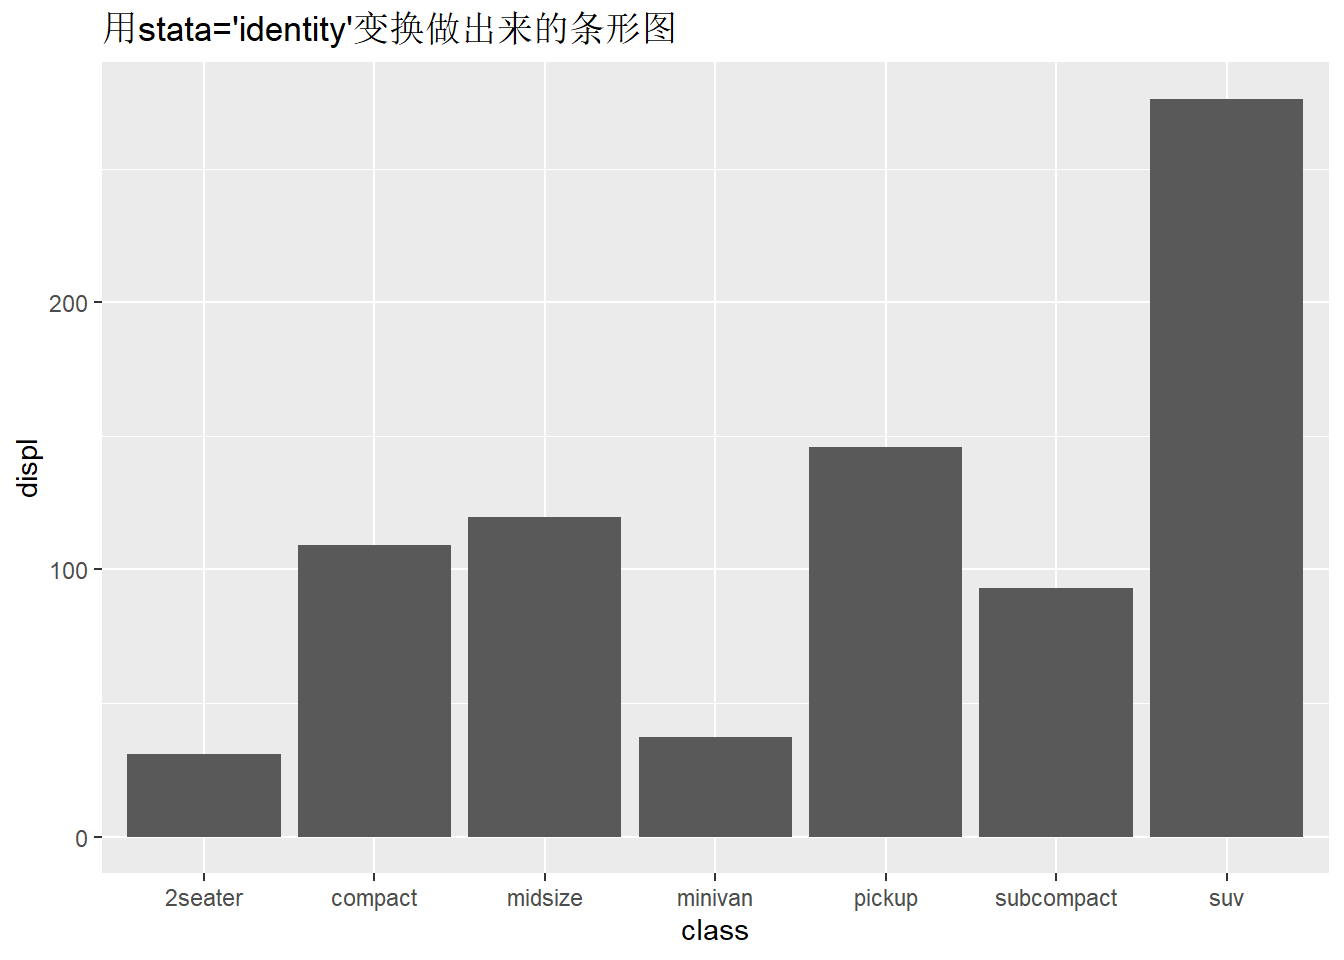 用stata='identity'变换做出来的条形图
displ
200
100
0
2seater compact midsize minivan pickup subcompact suv
class